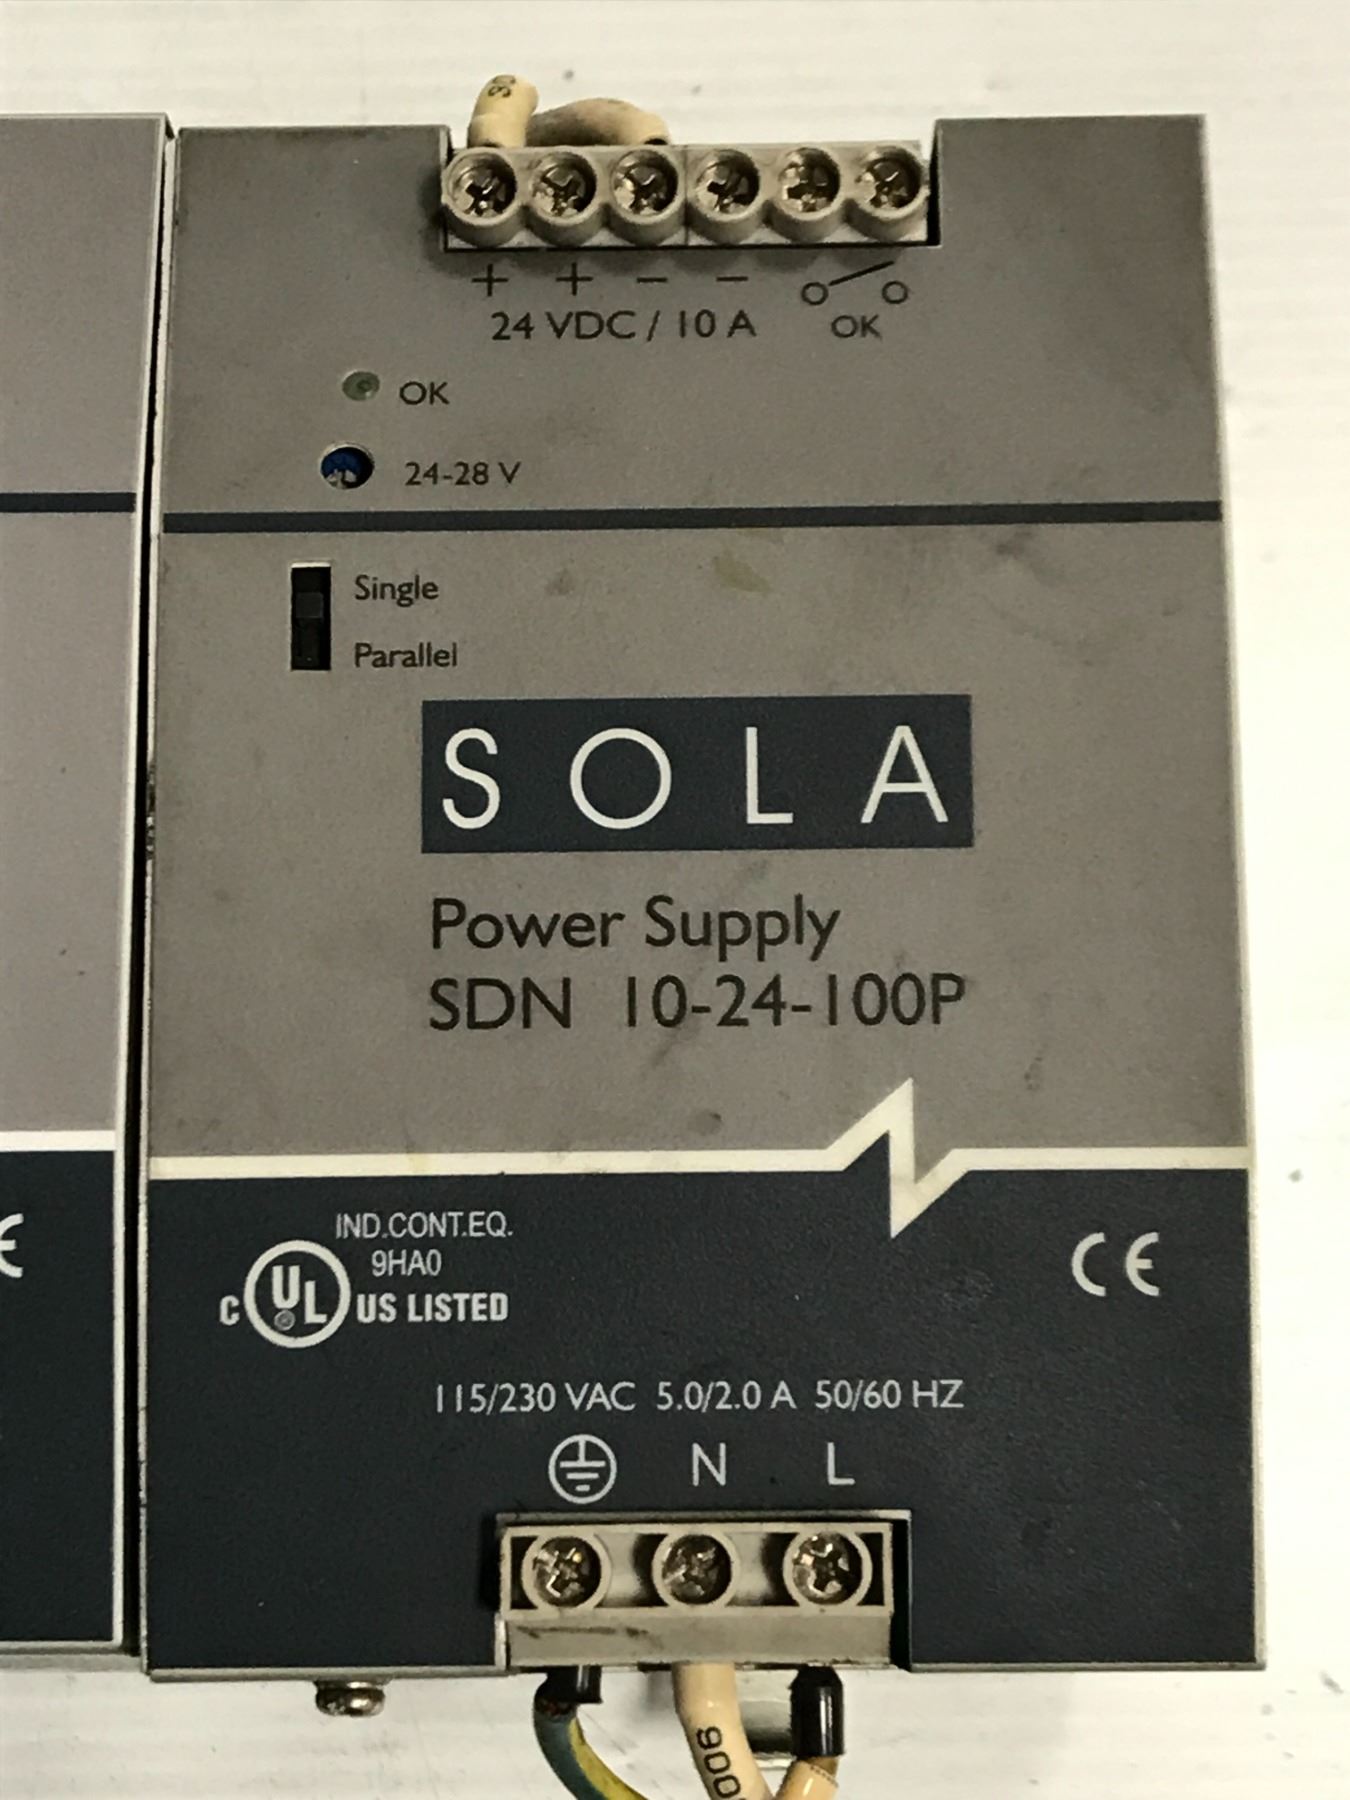 + + − −
24 VDC / 10 A
OK
OK
24-28 V
Single
Parallel
SOLA
Power Supply
SDN 10-24-100P
IND.CONT.EQ.
9HA0
C UL US LISTED
CE
115/230 VAC 5.0/2.0 A 50/60 HZ
N L